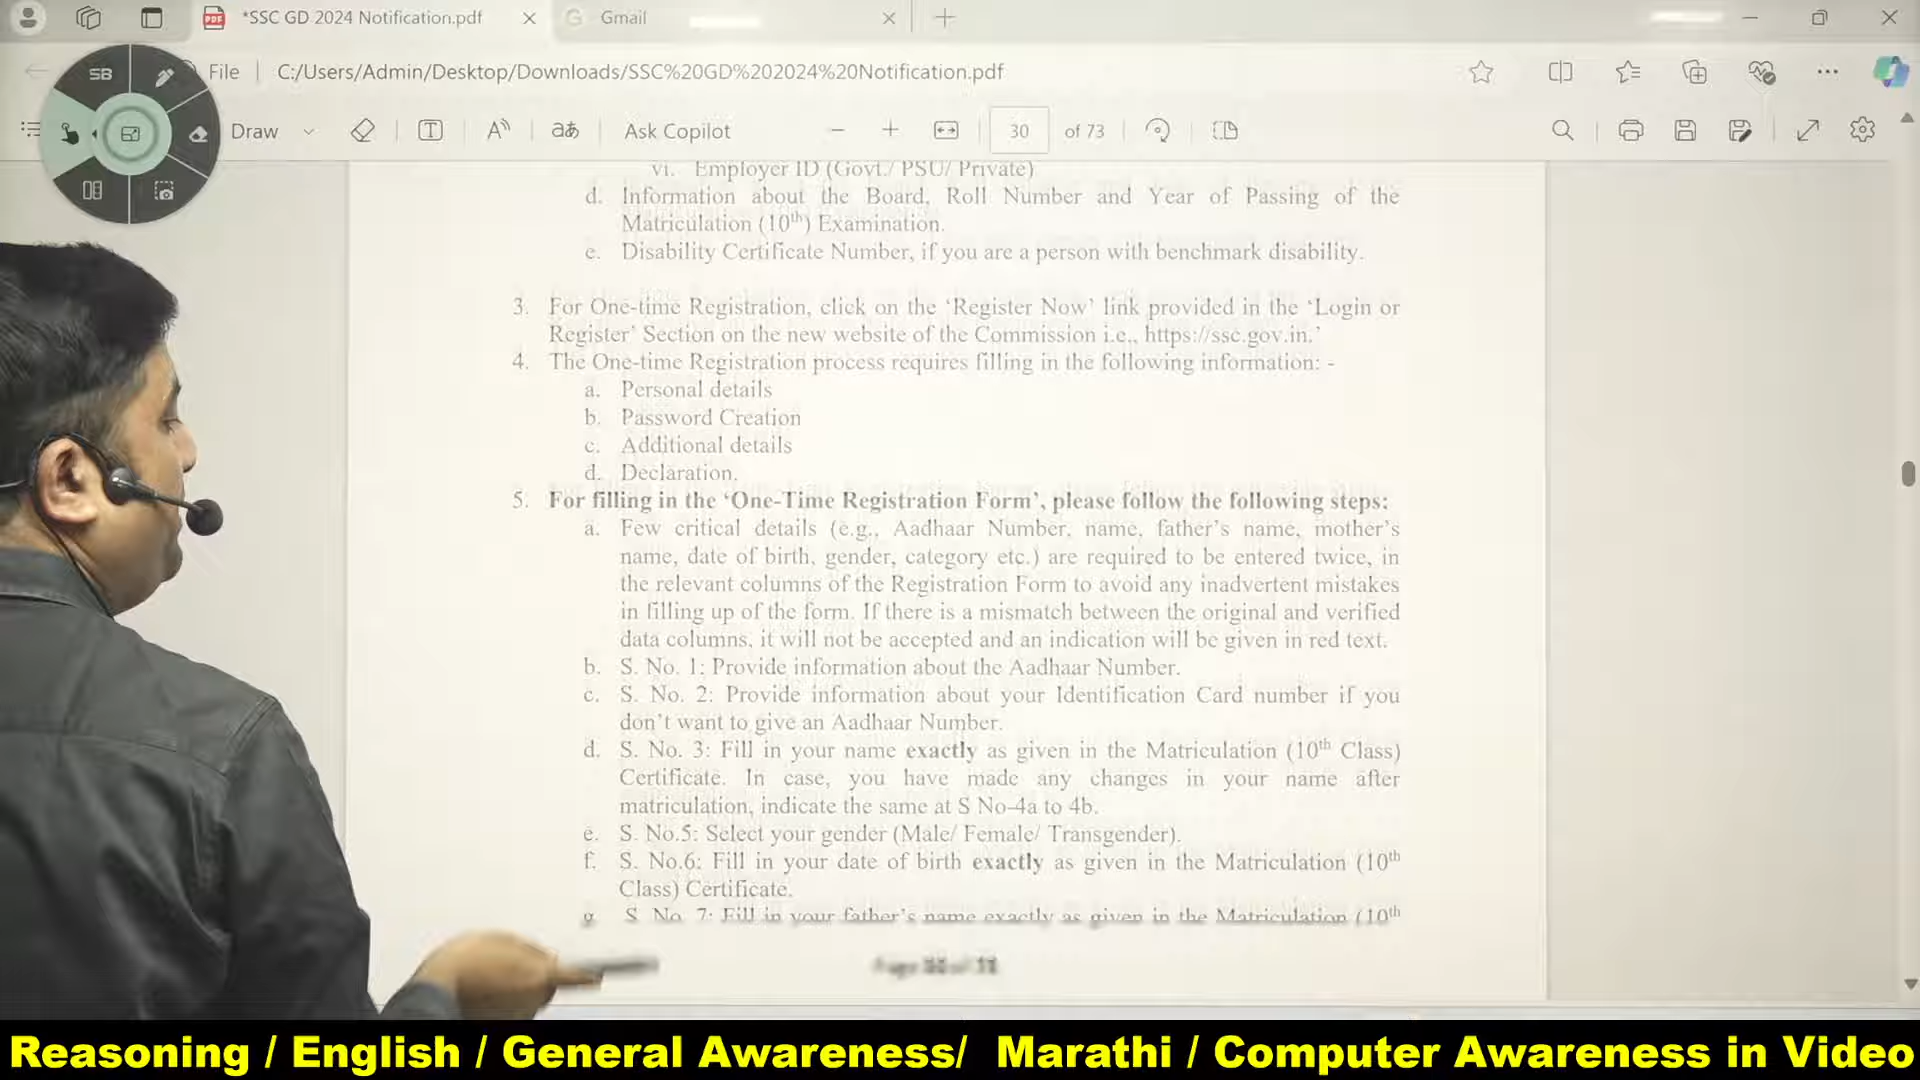 *SSC GD 2024 Notification.pdf
Gmail
SB
File
C:/Users/Admin/Desktop/Downloads/SSC%20GD%202024%20Notification.pdf
Draw
Ask Copilot
30 of 73
vi. Employer ID (Govt./ PSU/ Private)
d. Information about the Board, Roll Number and Year of Passing of the
Matriculation (10th) Examination.
e. Disability Certificate Number, if you are a person with benchmark disability.
3. For One-time Registration, click on the ‘Register Now’ link provided in the ‘Login or
Register’ Section on the new website of the Commission i.e., https://ssc.gov.in.’
4. The One-time Registration process requires filling in the following information: -
a. Personal details
b. Password Creation
c. Additional details
d. Declaration.
5. For filling in the ‘One-Time Registration Form’, please follow the following steps:
a. Few critical details (e.g., Aadhaar Number, name, father’s name, mother’s
name, date of birth, gender, category etc.) are required to be entered twice, in
the relevant columns of the Registration Form to avoid any inadvertent mistakes
in filling up of the form. If there is a mismatch between the original and verified
data columns, it will not be accepted and an indication will be given in red text.
b. S. No. 1: Provide information about the Aadhaar Number.
c. S. No. 2: Provide information about your Identification Card number if you
don’t want to give an Aadhaar Number.
d. S. No. 3: Fill in your name exactly as given in the Matriculation (10th Class)
Certificate. In case, you have made any changes in your name after
matriculation, indicate the same at S No-4a to 4b.
e. S. No.5: Select your gender (Male/ Female/ Transgender).
f. S. No.6: Fill in your date of birth exactly as given in the Matriculation (10th
Class) Certificate.
g. S. No. 7: Fill in your father’s name exactly as given in the Matriculation (10th
Reasoning / English / General Awareness/ Marathi / Computer Awareness in Video